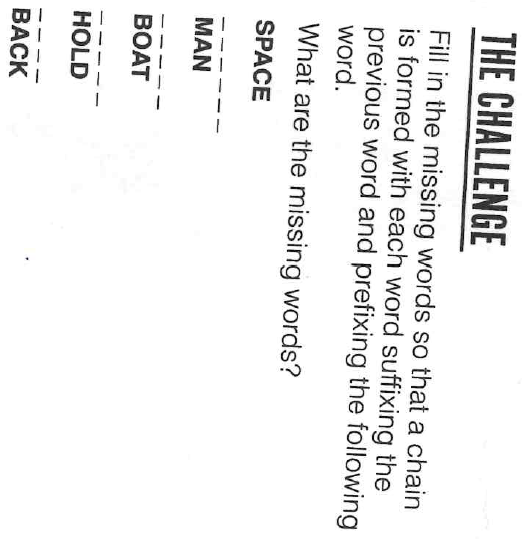 THE CHALLENGE
Fill in the missing words so that a chain
is formed with each word suffixing the
previous word and prefixing the following
word.
What are the missing words?
SPACE
_ _ _ _ _ _
MAN
_ _ _ _ _
BOAT
_ _ _ _ _
HOLD
_ _ _ _
BACK